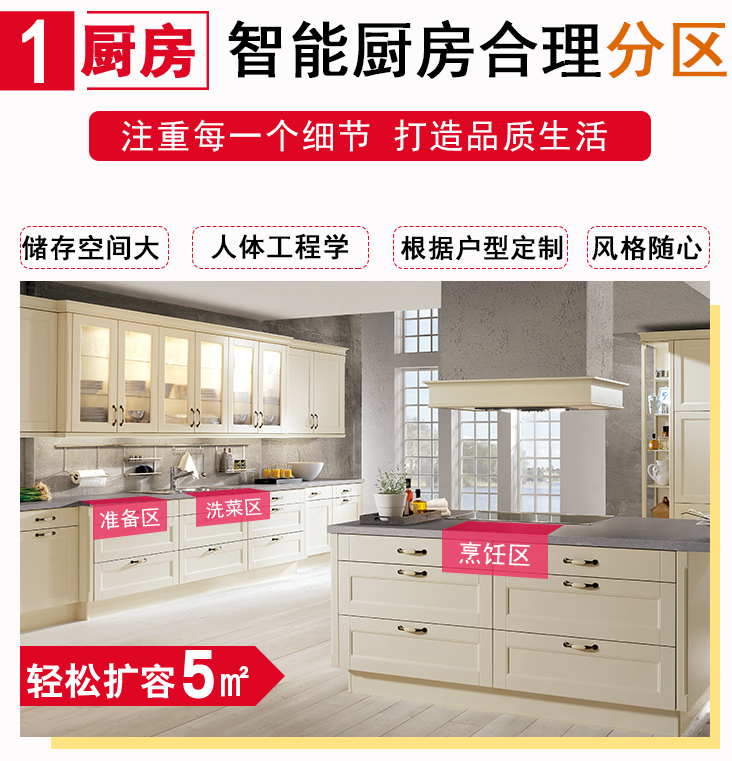 1 厨房 智能厨房合理分区
注重每一个细节 打造品质生活
储存空间大 人体工程学 根据户型定制 风格随心
准备区 洗菜区
烹饪区
轻松扩容5㎡